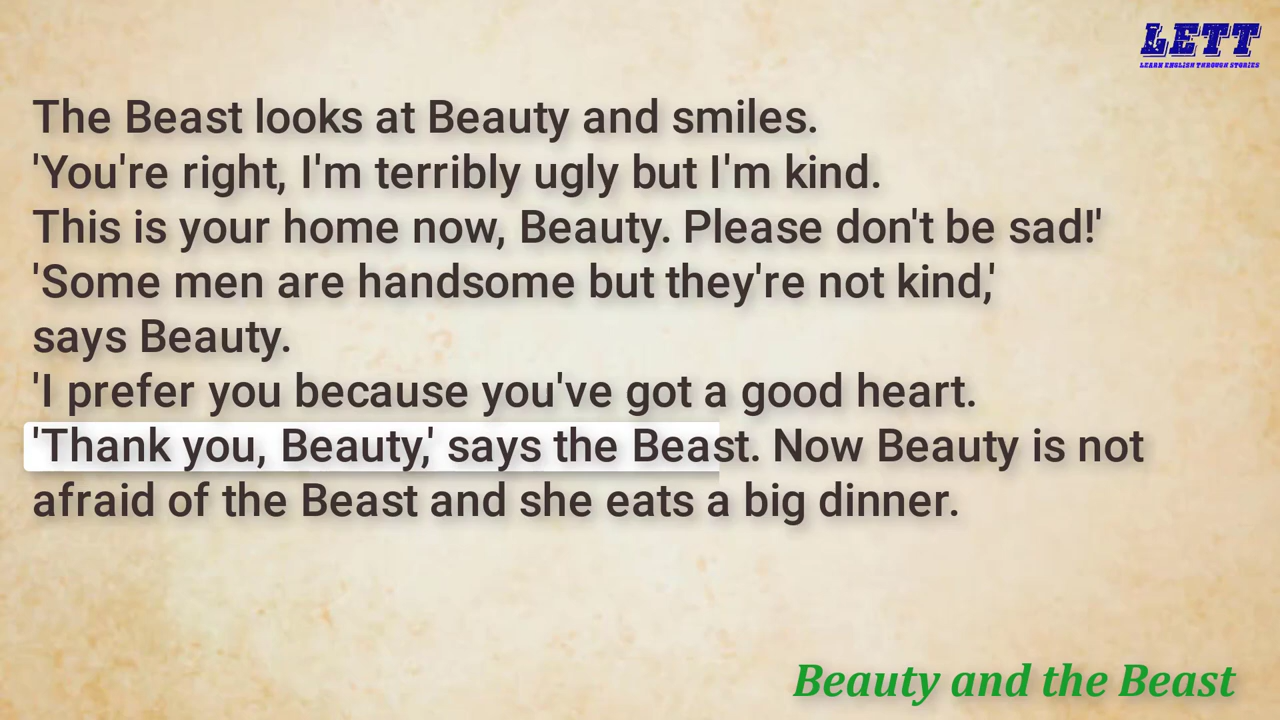 LETT
LEARN ENGLISH THROUGH STORIES
The Beast looks at Beauty and smiles.
'You're right, I'm terribly ugly but I'm kind.
This is your home now, Beauty. Please don't be sad!'
'Some men are handsome but they're not kind,'
says Beauty.
'I prefer you because you've got a good heart.
'Thank you, Beauty,' says the Beast. Now Beauty is not
afraid of the Beast and she eats a big dinner.
Beauty and the Beast